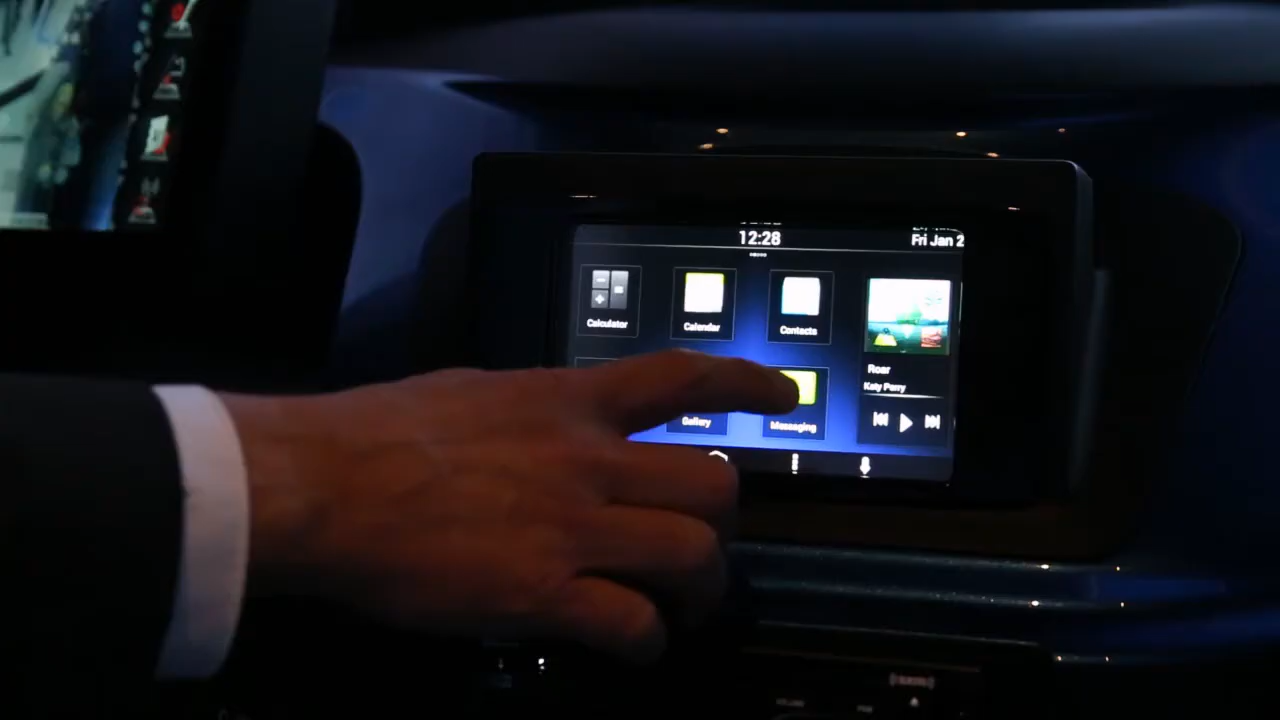 12:28
Fri Jan 2
Calculator
Calendar
Contacts
Roar
Katy Perry
Gallery
Messaging